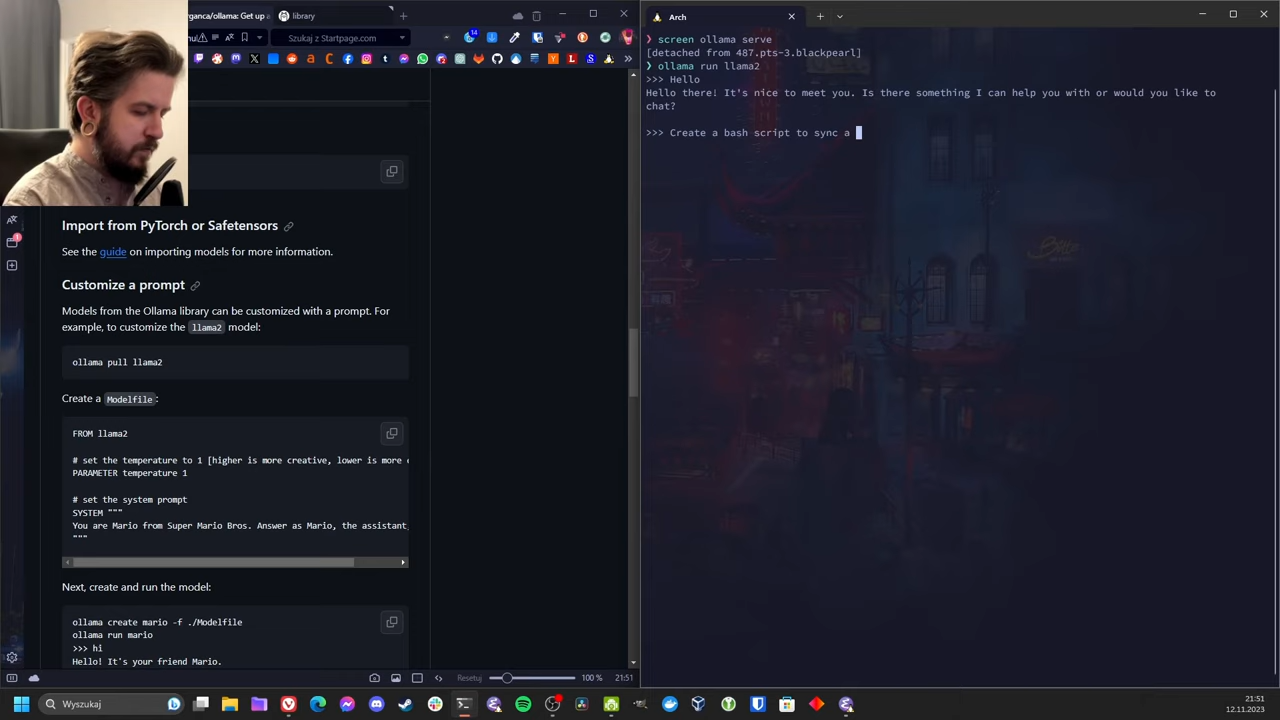 rganca/ollama: Get up a
library
Szukaj z Startpage.com
14
1
Import from PyTorch or Safetensors
See the guide on importing models for more information.
Customize a prompt
Models from the Ollama library can be customized with a prompt. For
example, to customize the llama2 model:
ollama pull llama2
Create a Modelfile:
FROM llama2
# set the temperature to 1 [higher is more creative, lower is more c
PARAMETER temperature 1
# set the system prompt
SYSTEM """
You are Mario from Super Mario Bros. Answer as Mario, the assistant,
"""
Next, create and run the model:
ollama create mario -f ./Modelfile
ollama run mario
>>> hi
Hello! It's your friend Mario.
Resetuj
100 %
21:51
Arch
❯ screen ollama serve
[detached from 487.pts-3.blackpearl]
❯ ollama run llama2
>>> Hello
Hello there! It's nice to meet you. Is there something I can help you with or would you like to
chat?
>>> Create a bash script to sync a
Wyszukaj
21:51
12.11.2023